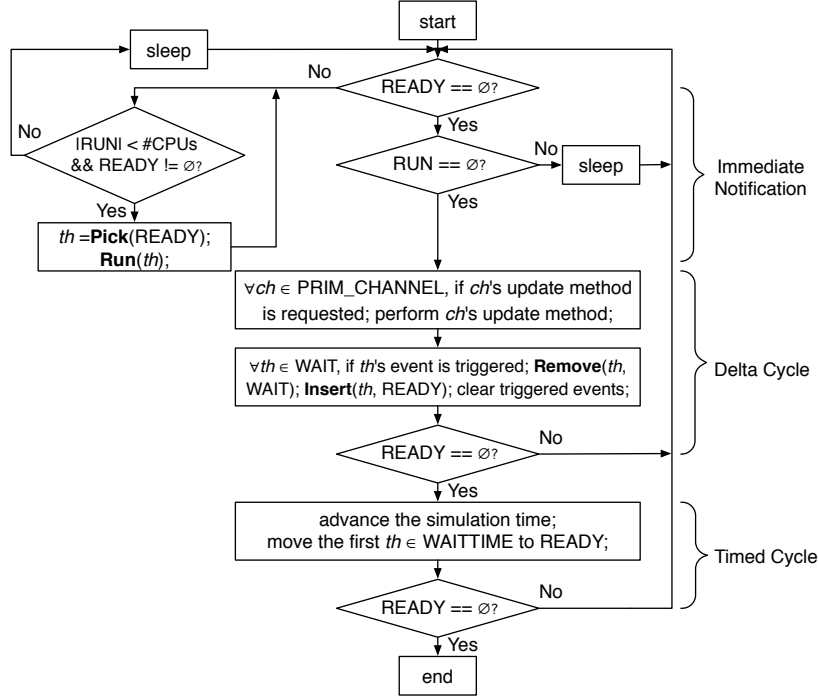 start
sleep
No
READY == ∅?
Yes
No
|RUN| < #CPUs
&& READY != ∅?
Yes
th =Pick(READY);
Run(th);
RUN == ∅?
No
sleep
Yes
Immediate
Notification
∀ch ∈ PRIM_CHANNEL, if ch's update method
is requested; perform ch's update method;
∀th ∈ WAIT, if th's event is triggered; Remove(th,
WAIT); Insert(th, READY); clear triggered events;
Delta Cycle
READY == ∅?
No
Yes
advance the simulation time;
move the first th ∈ WAITTIME to READY;
Timed Cycle
READY == ∅?
No
Yes
end